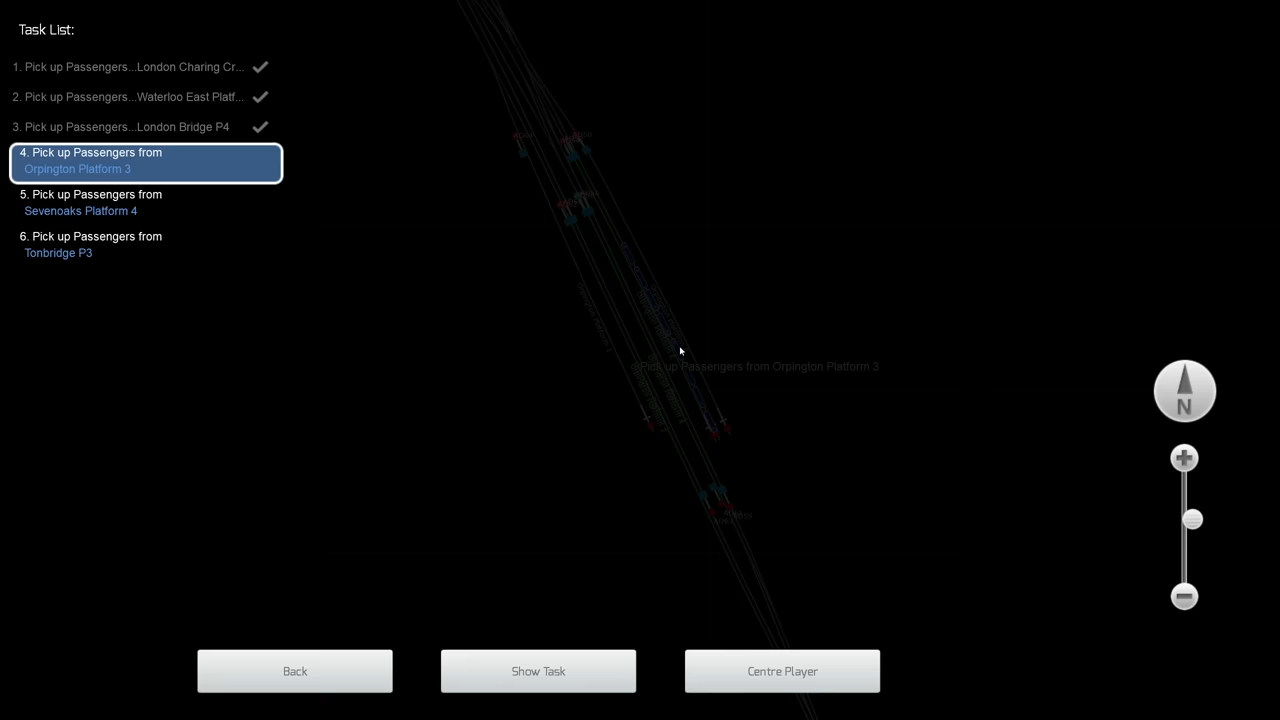 Task List:
1. Pick up Passengers...London Charing Cr...
2. Pick up Passengers...Waterloo East Platf...
3. Pick up Passengers...London Bridge P4
4. Pick up Passengers from
Orpington Platform 3
5. Pick up Passengers from
Sevenoaks Platform 4
6. Pick up Passengers from
Tonbridge P3
Pick up Passengers from Orpington Platform 3
N
Back
Show Task
Centre Player